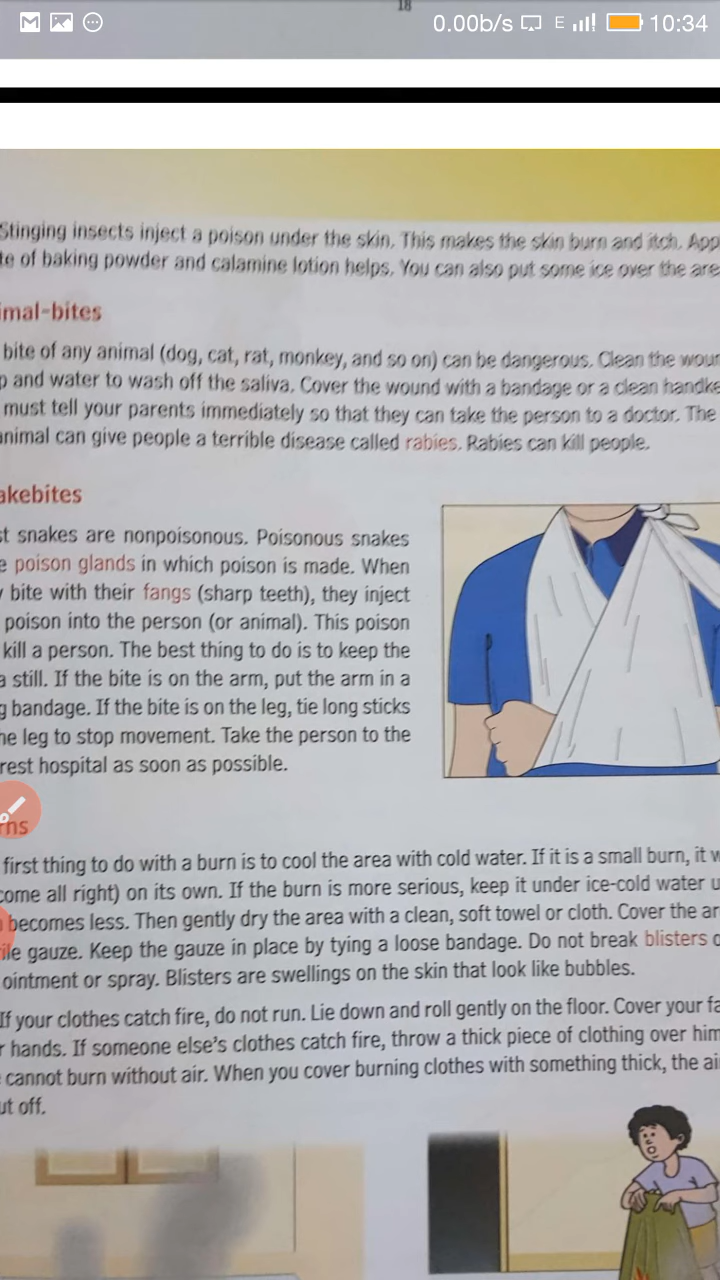 18
0.00b/s E 10:34
Stinging insects inject a poison under the skin. This makes the skin burn and itch. App
te of baking powder and calamine lotion helps. You can also put some ice over the are
imal-bites
bite of any animal (dog, cat, rat, monkey, and so on) can be dangerous. Clean the wour
p and water to wash off the saliva. Cover the wound with a bandage or a clean handke
must tell your parents immediately so that they can take the person to a doctor. The
animal can give people a terrible disease called rabies. Rabies can kill people.
akebites
st snakes are nonpoisonous. Poisonous snakes
e poison glands in which poison is made. When
y bite with their fangs (sharp teeth), they inject
poison into the person (or animal). This poison
kill a person. The best thing to do is to keep the
a still. If the bite is on the arm, put the arm in a
g bandage. If the bite is on the leg, tie long sticks
he leg to stop movement. Take the person to the
rest hospital as soon as possible.
rns
first thing to do with a burn is to cool the area with cold water. If it is a small burn, it w
come all right) on its own. If the burn is more serious, keep it under ice-cold water u
becomes less. Then gently dry the area with a clean, soft towel or cloth. Cover the ar
ile gauze. Keep the gauze in place by tying a loose bandage. Do not break blisters o
ointment or spray. Blisters are swellings on the skin that look like bubbles.
If your clothes catch fire, do not run. Lie down and roll gently on the floor. Cover your fa
r hands. If someone else's clothes catch fire, throw a thick piece of clothing over him
cannot burn without air. When you cover burning clothes with something thick, the ai
ut off.